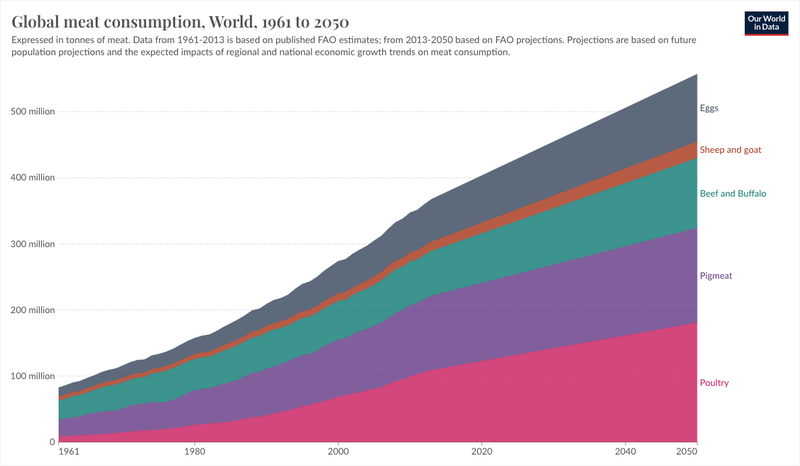 Global meat consumption, World, 1961 to 2050
Our World
in Data
Expressed in tonnes of meat. Data from 1961-2013 is based on published FAO estimates; from 2013-2050 based on FAO projections. Projections are based on future
population projections and the expected impacts of regional and national economic growth trends on meat consumption.
500 million
400 million
300 million
200 million
100 million
0
Eggs
Sheep and goat
Beef and Buffalo
Pigmeat
Poultry
1961
1980
2000
2020
2040
2050